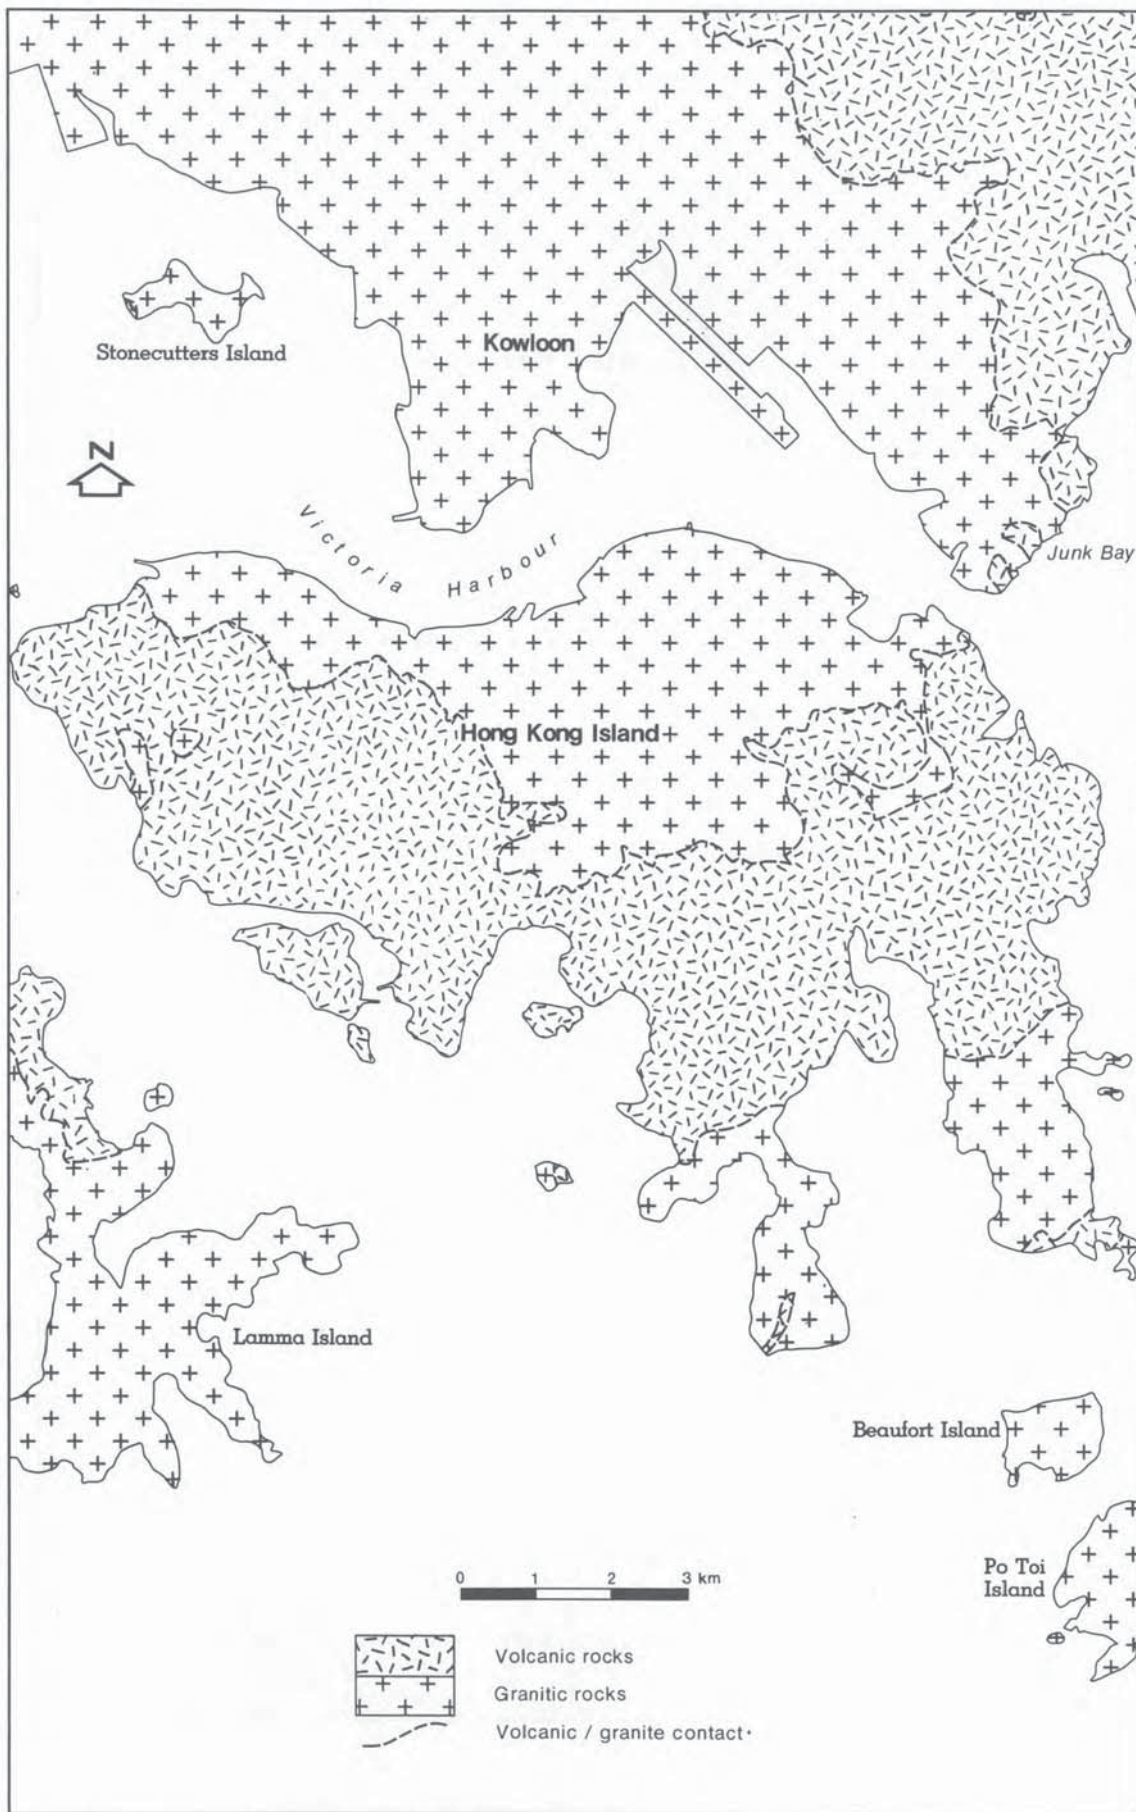 Kowloon
Stonecutters Island
N
Victoria Harbour
Junk Bay
Hong Kong Island
Lamma Island
Beaufort Island
Po Toi
Island
0 1 2 3 km
Volcanic rocks
Granitic rocks
Volcanic / granite contact